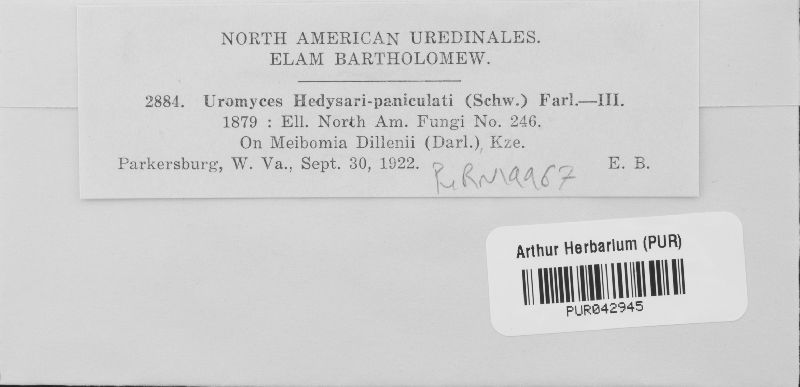 NORTH AMERICAN UREDINALES.
ELAM BARTHOLOMEW.
2884. Uromyces Hedysari-paniculati (Schw.) Farl.—III.
1879 : Ell. North Am. Fungi No. 246.
On Meibomia Dillenii (Darl.) Kze.
Parkersburg, W. Va., Sept. 30, 1922. E. B.
Arthur Herbarium (PUR)
PUR042945